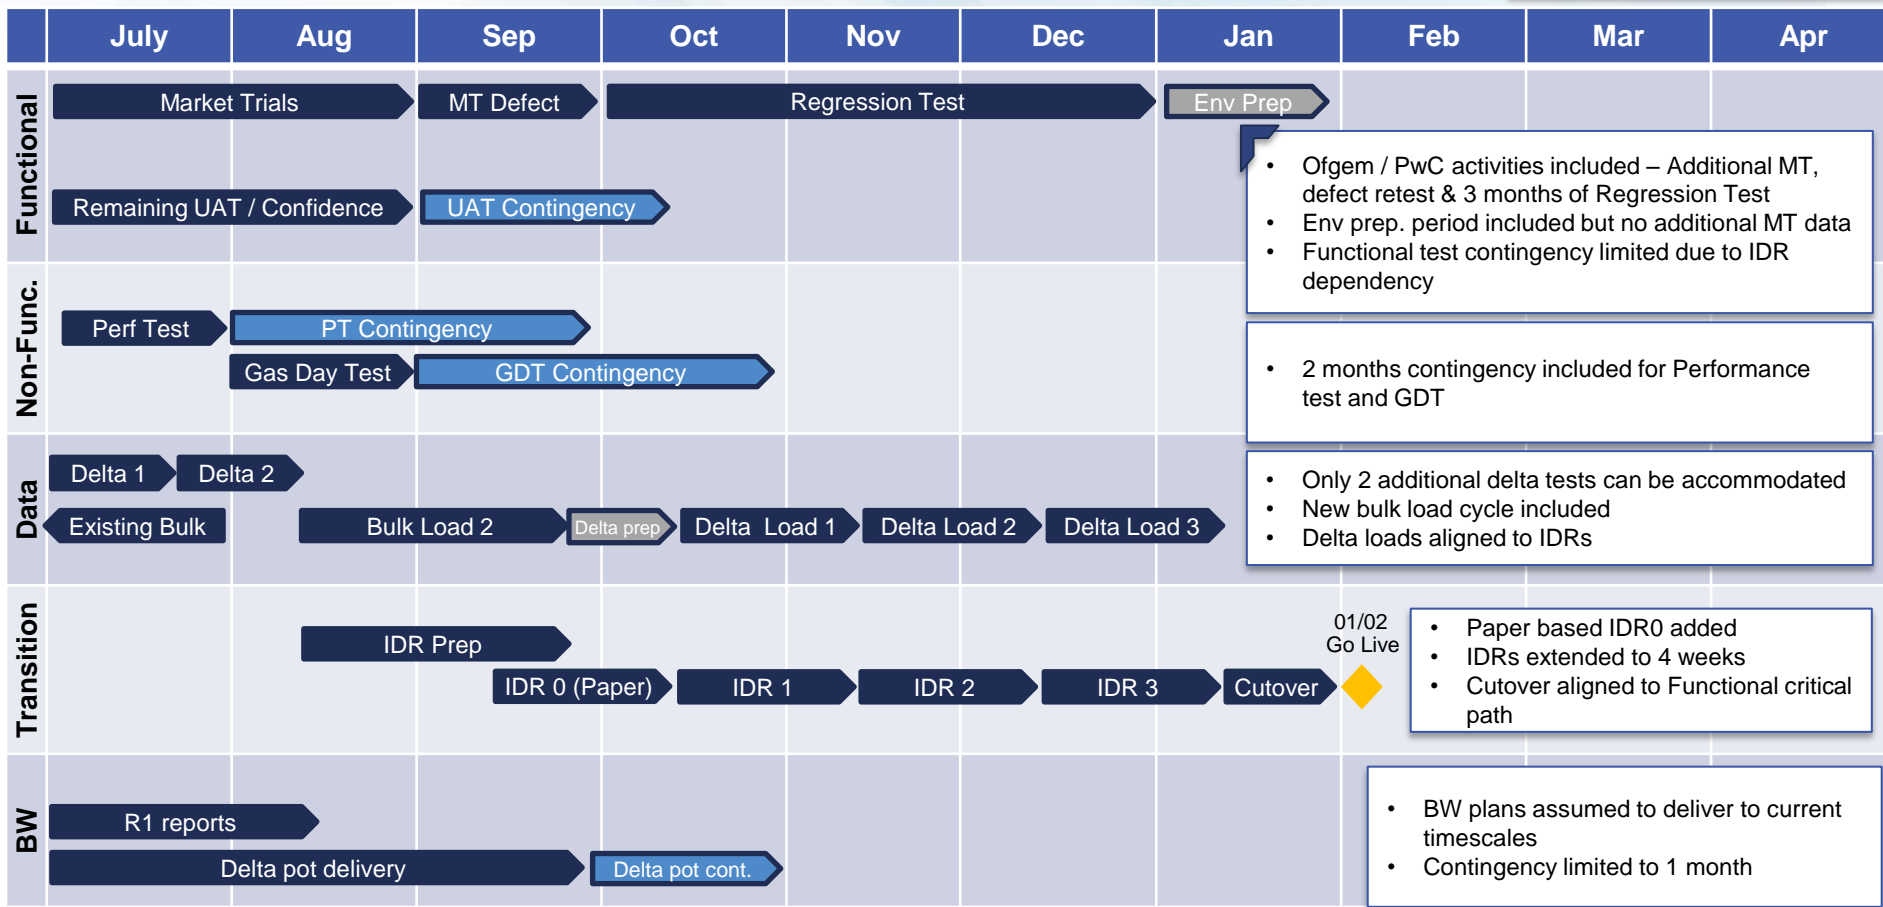 July Aug Sep Oct Nov Dec Jan Feb Mar Apr
Functional
Market Trials
MT Defect
Regression Test
Env Prep
Remaining UAT / Confidence
UAT Contingency
• Ofgem / PwC activities included – Additional MT,
defect retest & 3 months of Regression Test
• Env prep. period included but no additional MT data
• Functional test contingency limited due to IDR
dependency
Non-Func.
Perf Test
PT Contingency
Gas Day Test
GDT Contingency
• 2 months contingency included for Performance
test and GDT
Data
Delta 1
Delta 2
Existing Bulk
Bulk Load 2
Delta prep
Delta Load 1
Delta Load 2
Delta Load 3
• Only 2 additional delta tests can be accommodated
• New bulk load cycle included
• Delta loads aligned to IDRs
Transition
IDR Prep
IDR 0 (Paper)
IDR 1
IDR 2
IDR 3
Cutover
01/02
Go Live
• Paper based IDR0 added
• IDRs extended to 4 weeks
• Cutover aligned to Functional critical
path
BW
R1 reports
Delta pot delivery
Delta pot cont.
• BW plans assumed to deliver to current
timescales
• Contingency limited to 1 month